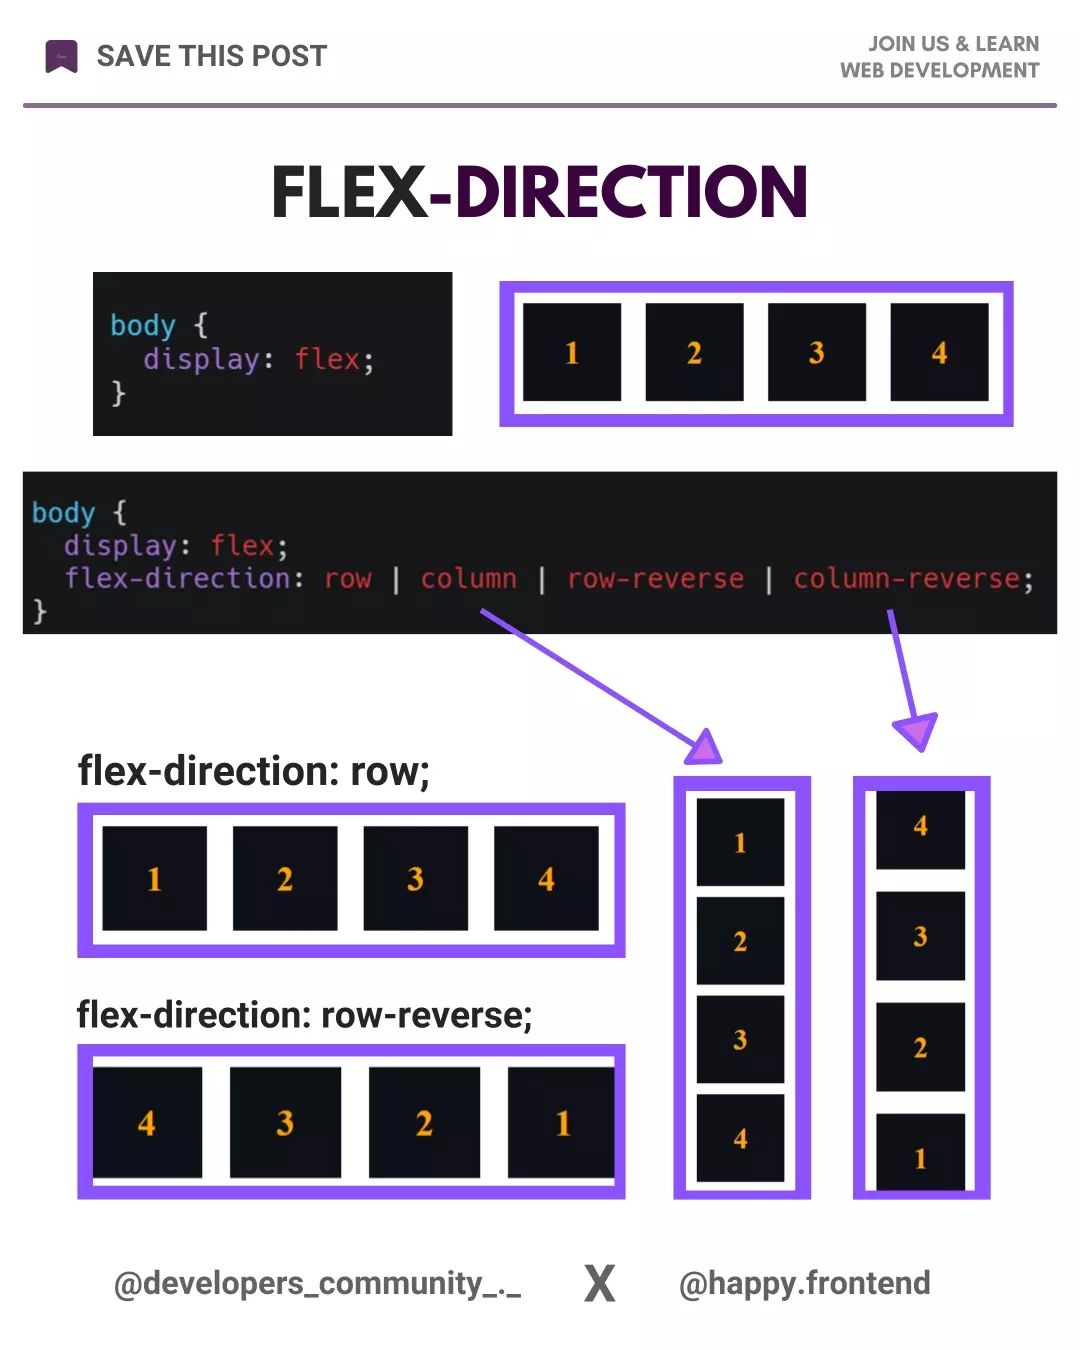 SAVE THIS POST
JOIN US & LEARN
WEB DEVELOPMENT
FLEX-DIRECTION
body {
display: flex;
}
1 2 3 4
body {
display: flex;
flex-direction: row | column | row-reverse | column-reverse;
}
flex-direction: row;
1 2 3 4
flex-direction: row-reverse;
4 3 2 1
1
2
3
4
4
3
2
1
@developers_community_._ X @happy.frontend